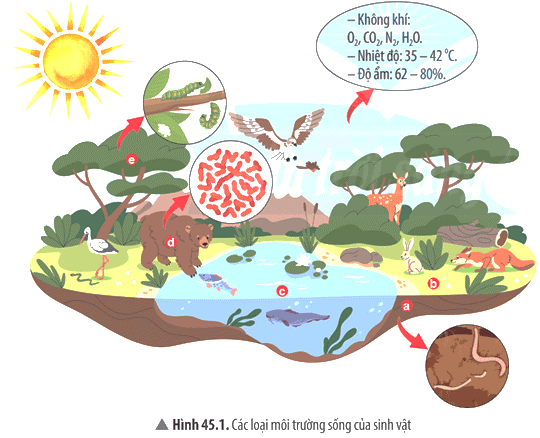 – Không khí:
O₂, CO₂, N₂, H₂O.
– Nhiệt độ: 35 – 42 °C.
– Độ ẩm: 62 – 80%.
e
d
c
b
a
▲ Hình 45.1. Các loại môi trường sống của sinh vật